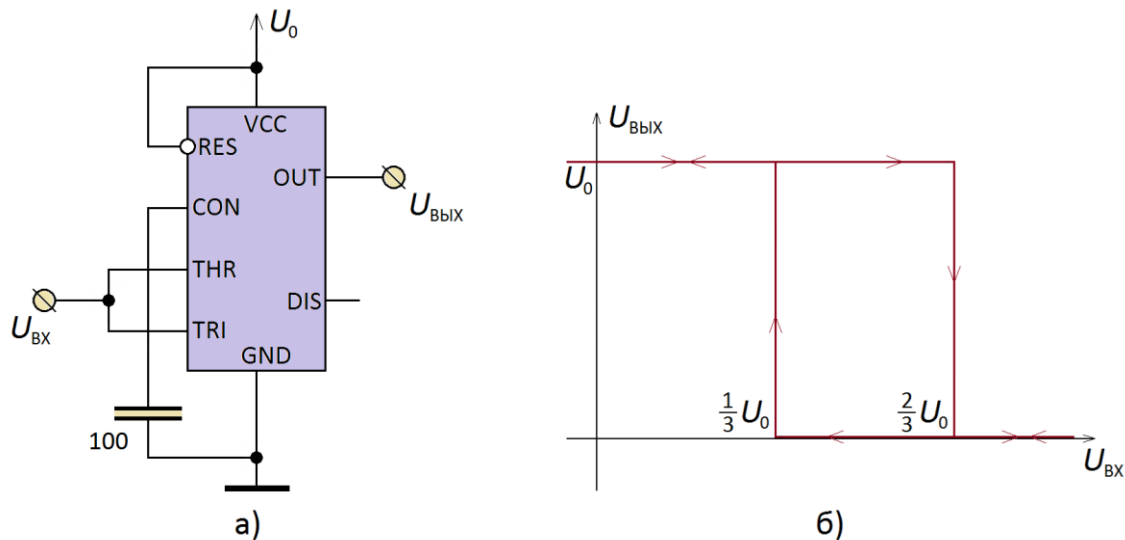 U₀
VCC
RES
OUT
CON
Uвых
THR
DIS
Uвх
TRI
GND
100
а)
Uвых
U₀
1/3 U₀
2/3 U₀
Uвх
б)